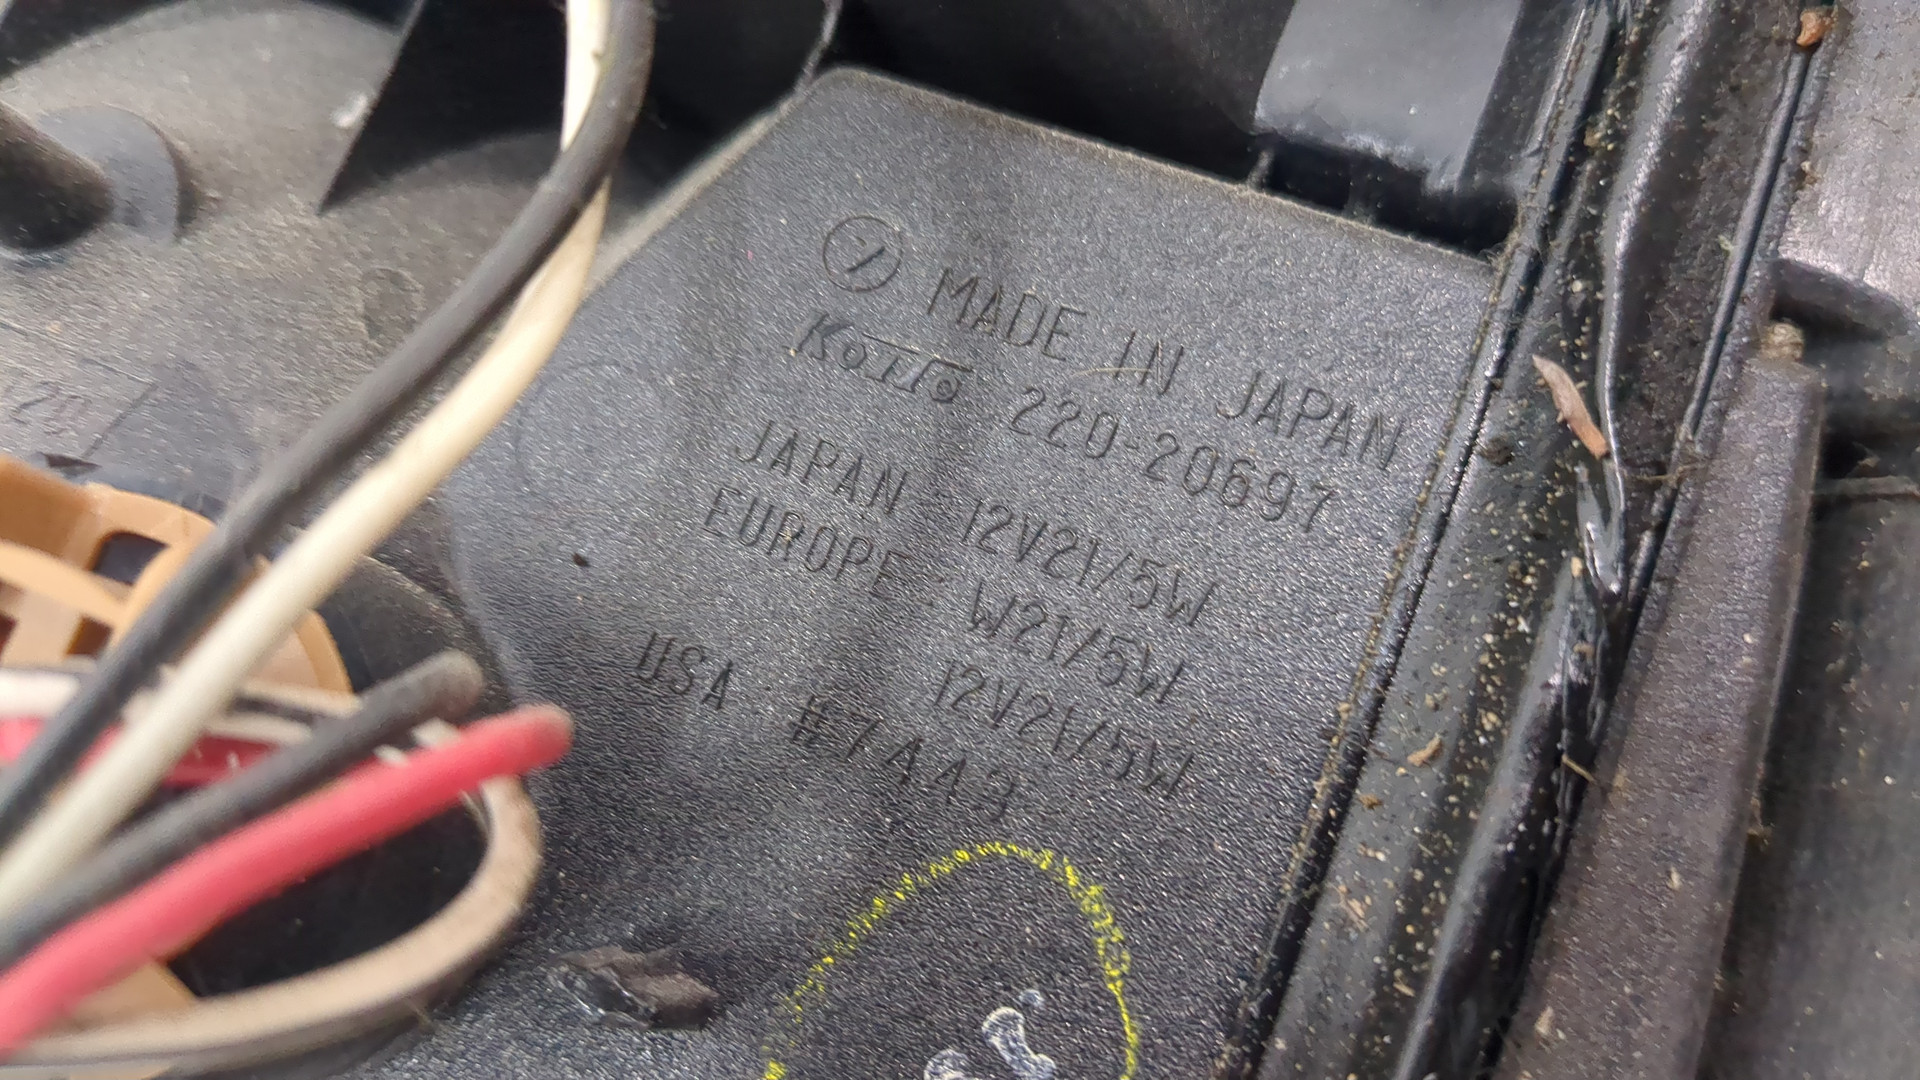 MADE IN JAPAN
KOITO 220-20697
JAPAN 12V21/5W
EUROPE W21/5W
12V21/5W
USA #7443